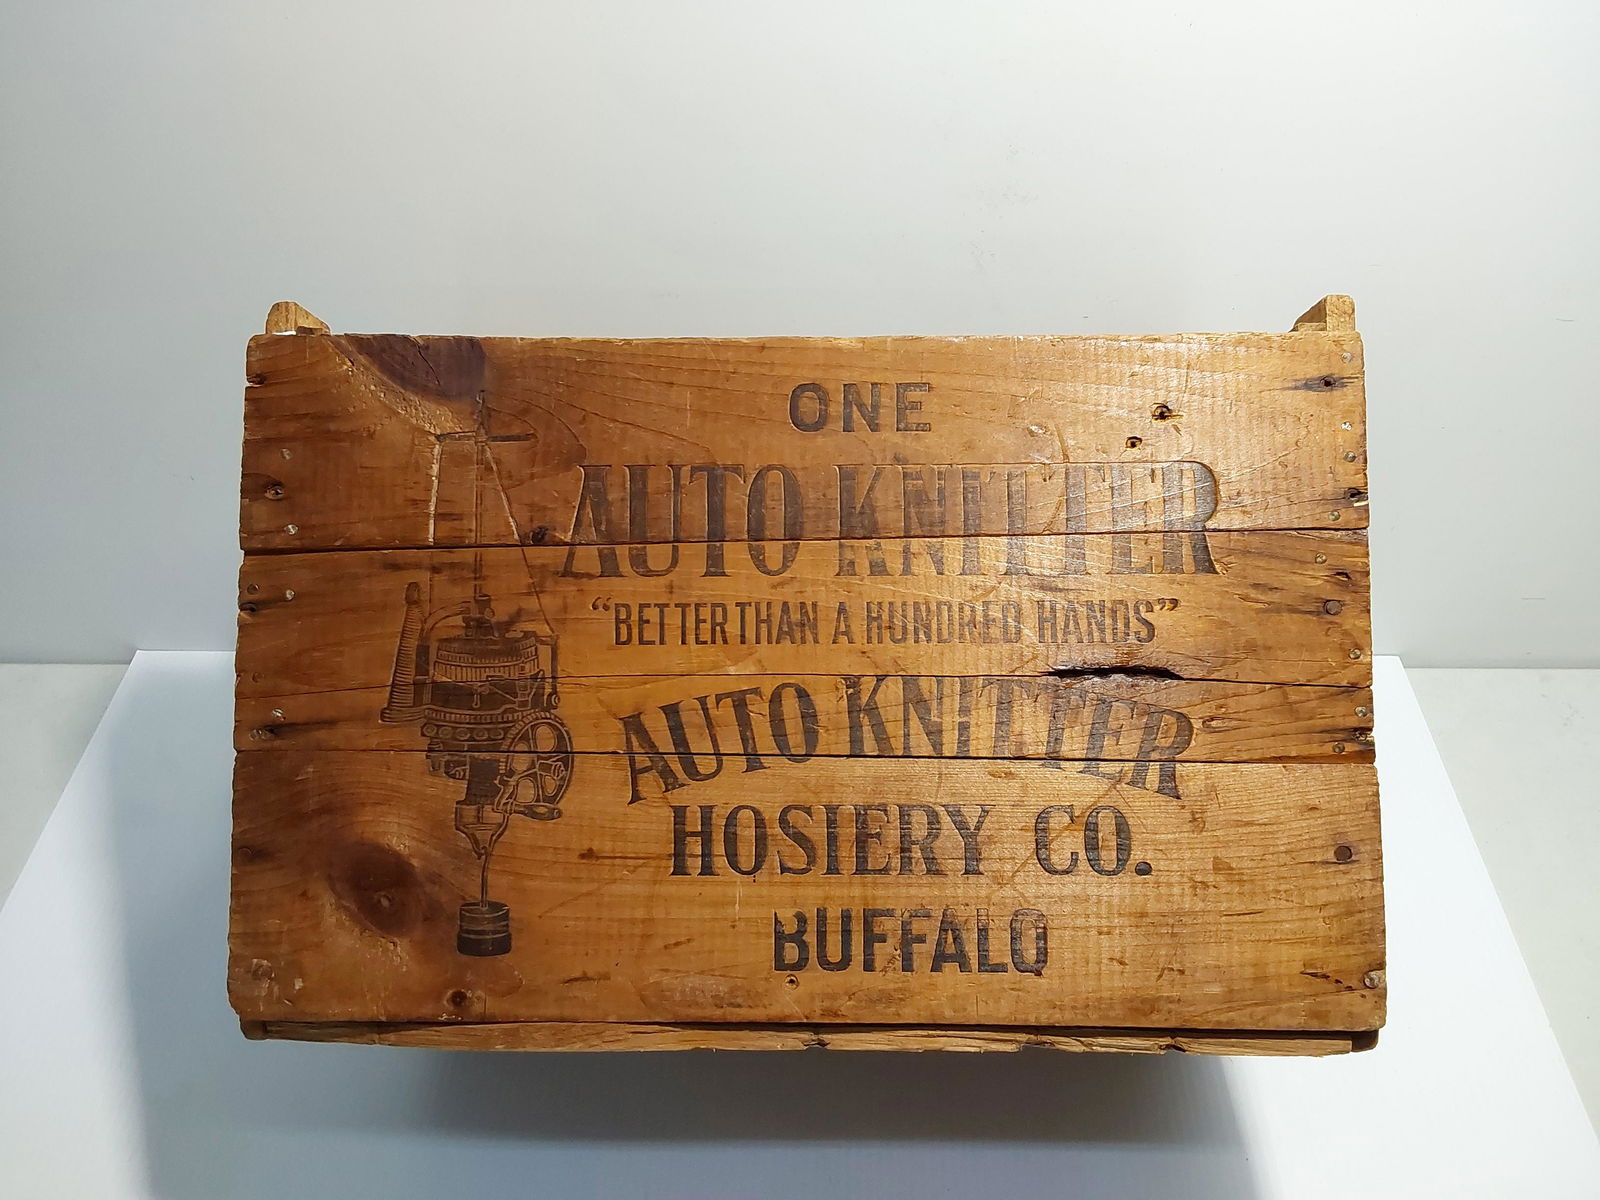 ONE
AUTO KNITTER
“BETTER THAN A HUNDRED HANDS”
AUTO KNITTER
HOSIERY CO.
BUFFALO